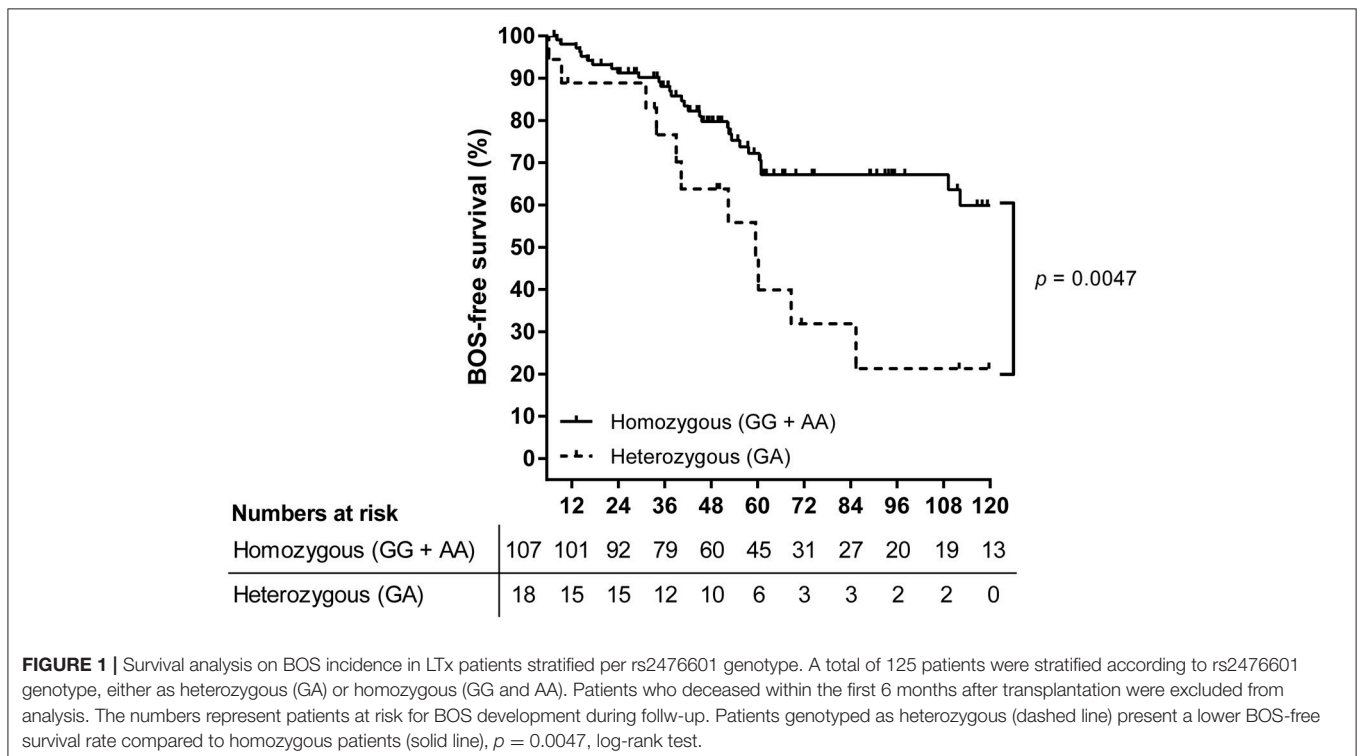 100
90
80
70
60
50
40
30
20
10
0
BOS-free survival (%)
p = 0.0047
Homozygous (GG + AA)
Heterozygous (GA)
12 24 36 48 60 72 84 96 108 120
Numbers at risk
Homozygous (GG + AA) 107 101 92 79 60 45 31 27 20 19 13
Heterozygous (GA) 18 15 15 12 10 6 3 3 2 2 0
FIGURE 1 | Survival analysis on BOS incidence in LTx patients stratified per rs2476601 genotype. A total of 125 patients were stratified according to rs2476601
genotype, either as heterozygous (GA) or homozygous (GG and AA). Patients who deceased within the first 6 months after transplantation were excluded from
analysis. The numbers represent patients at risk for BOS development during follw-up. Patients genotyped as heterozygous (dashed line) present a lower BOS-free
survival rate compared to homozygous patients (solid line), p = 0.0047, log-rank test.